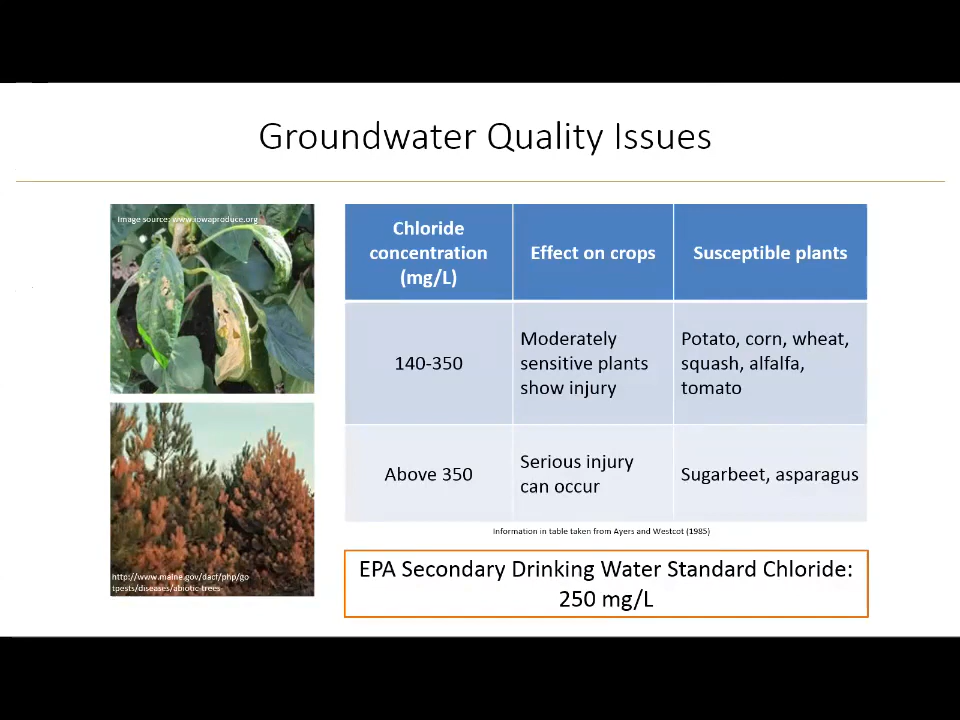 Groundwater Quality Issues
Image source: www.iowaproduce.org
http://www.maine.gov/dacf/php/go
tpests/diseases/abiotic-trees-
Chloride
concentration
(mg/L)
Effect on crops
Susceptible plants
140-350
Moderately
sensitive plants
show injury
Potato, corn, wheat,
squash, alfalfa,
tomato
Above 350
Serious injury
can occur
Sugarbeet, asparagus
Information in table taken from Ayers and Westcot (1985)
EPA Secondary Drinking Water Standard Chloride:
250 mg/L